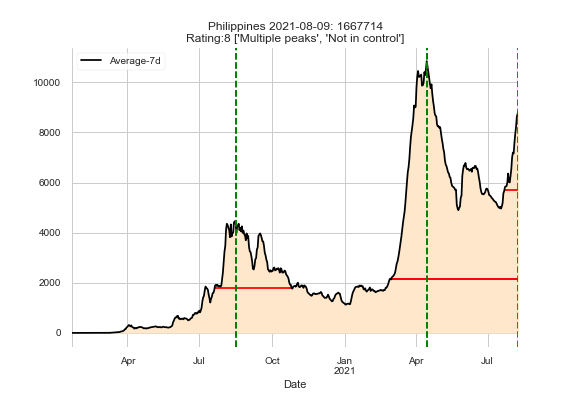 Philippines 2021-08-09: 1667714
Rating:8 ['Multiple peaks', 'Not in control']
Average-7d
10000
8000
6000
4000
2000
0
Apr
Jul
Oct
Jan
2021
Apr
Jul
Date